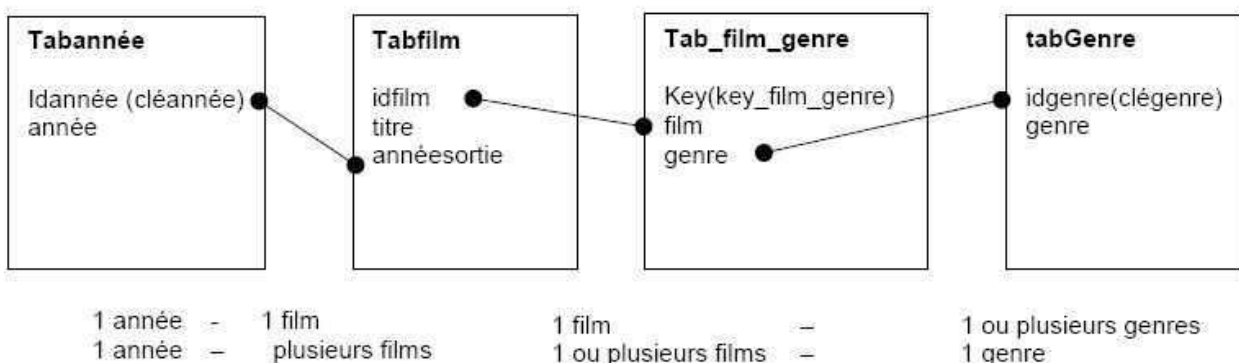 Tabannée
Idannée (cléannée)
année
Tabfilm
idfilm
titre
annéesortie
Tab_film_genre
Key(key_film_genre)
film
genre
tabGenre
idgenre(clégenre)
genre
1 année - 1 film
1 année – plusieurs films
1 film – 1 ou plusieurs genres
1 ou plusieurs films – 1 genre